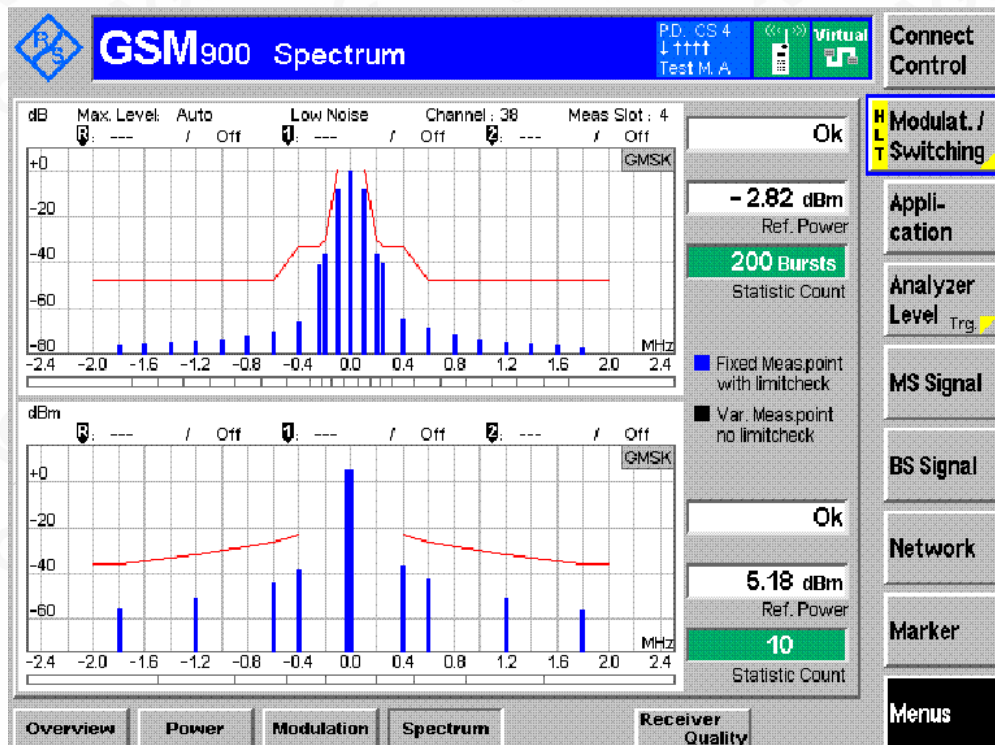 R S
GSM900 Spectrum
P.D. CS 4
↓ ↑↑↑↑
Test M. A.
Virtual
Connect Control
dB Max. Level: Auto Low Noise Channel : 38 Meas Slot : 4
R: --- / Off 1: --- / Off 2: --- / Off
GMSK
+0
-20
-40
-60
-80
MHz
-2.4 -2.0 -1.6 -1.2 -0.8 -0.4 0.0 0.4 0.8 1.2 1.6 2.0 2.4
Ok
-2.82 dBm
Ref. Power
200 Bursts
Statistic Count
Fixed Meas.point
with limitcheck
Var. Meas.point
no limitcheck
dBm
R: --- / Off 1: --- / Off 2: --- / Off
GMSK
+0
-20
-40
-60
MHz
-2.4 -2.0 -1.6 -1.2 -0.8 -0.4 0.0 0.4 0.8 1.2 1.6 2.0 2.4
Ok
5.18 dBm
Ref. Power
10
Statistic Count
HLT
Modulat. /
Switching
Appli-
cation
Analyzer
Level Trg.
MS Signal
BS Signal
Network
Marker
Menus
Overview
Power
Modulation
Spectrum
Receiver
Quality